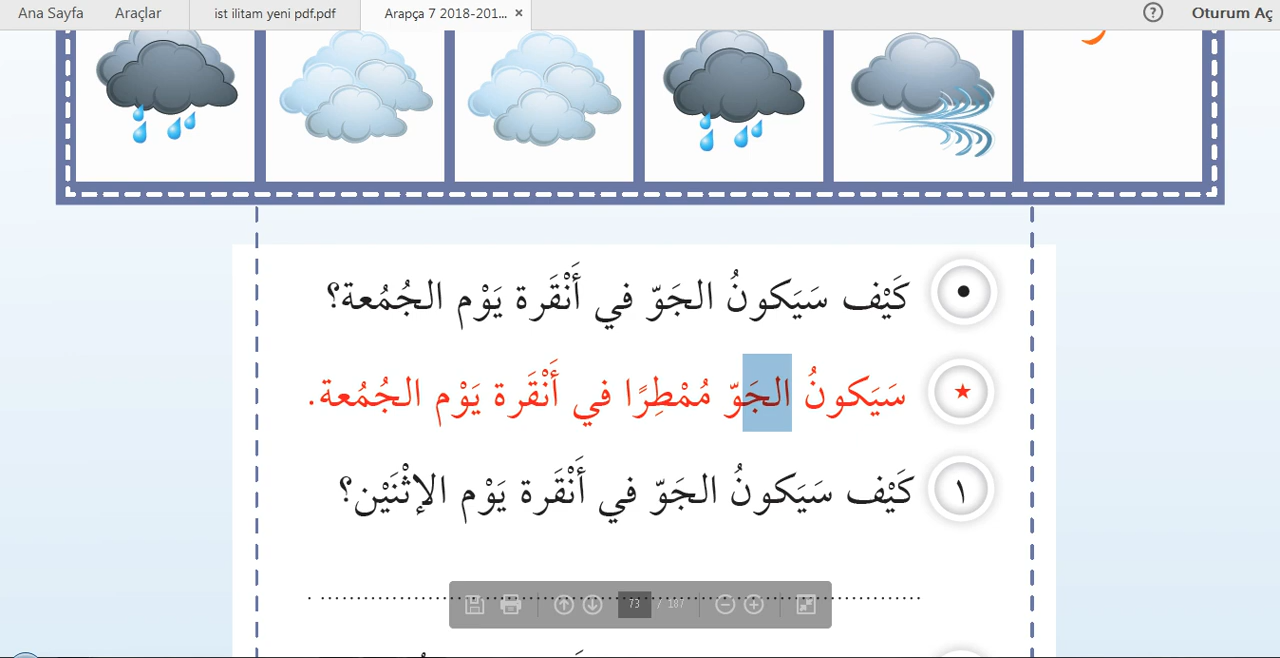 Ana Sayfa Araçlar ist ilitam yeni pdf.pdf Arapça 7 2018-201... × ? Oturum Aç
كَيْف سَيَكونُ الجَوّ في أَنْقَرة يَوْم الجُمُعة؟
سَيَكونُ الجَوّ مُمْطِرًا في أَنْقَرة يَوْم الجُمُعة.
١ كَيْف سَيَكونُ الجَوّ في أَنْقَرة يَوْم الإثْنَيْن؟
73 / 187